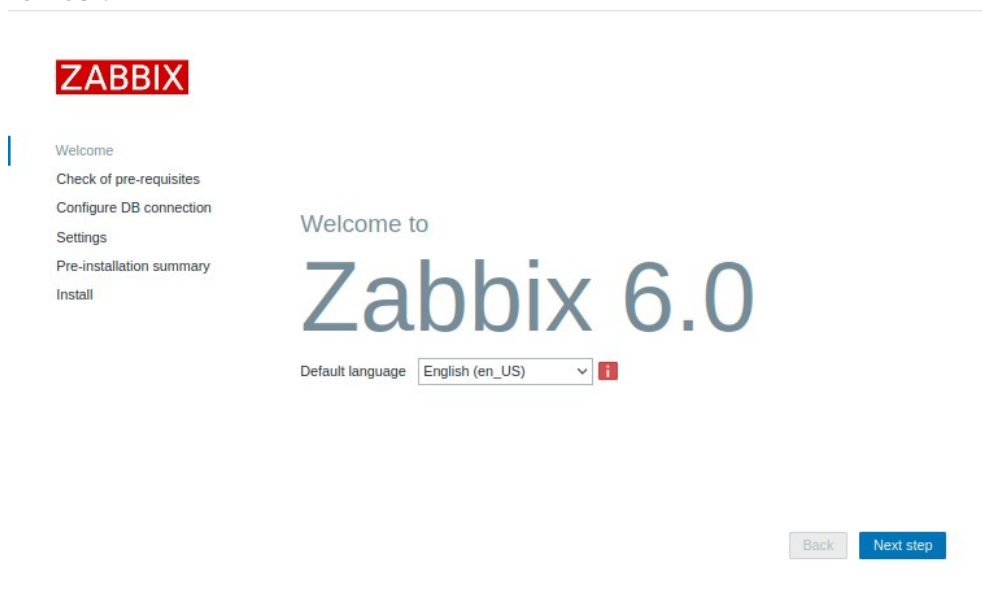 ZABBIX
Welcome
Check of pre-requisites
Configure DB connection
Settings
Pre-installation summary
Install
Welcome to
Zabbix 6.0
Default language English (en_US) i
Back Next step